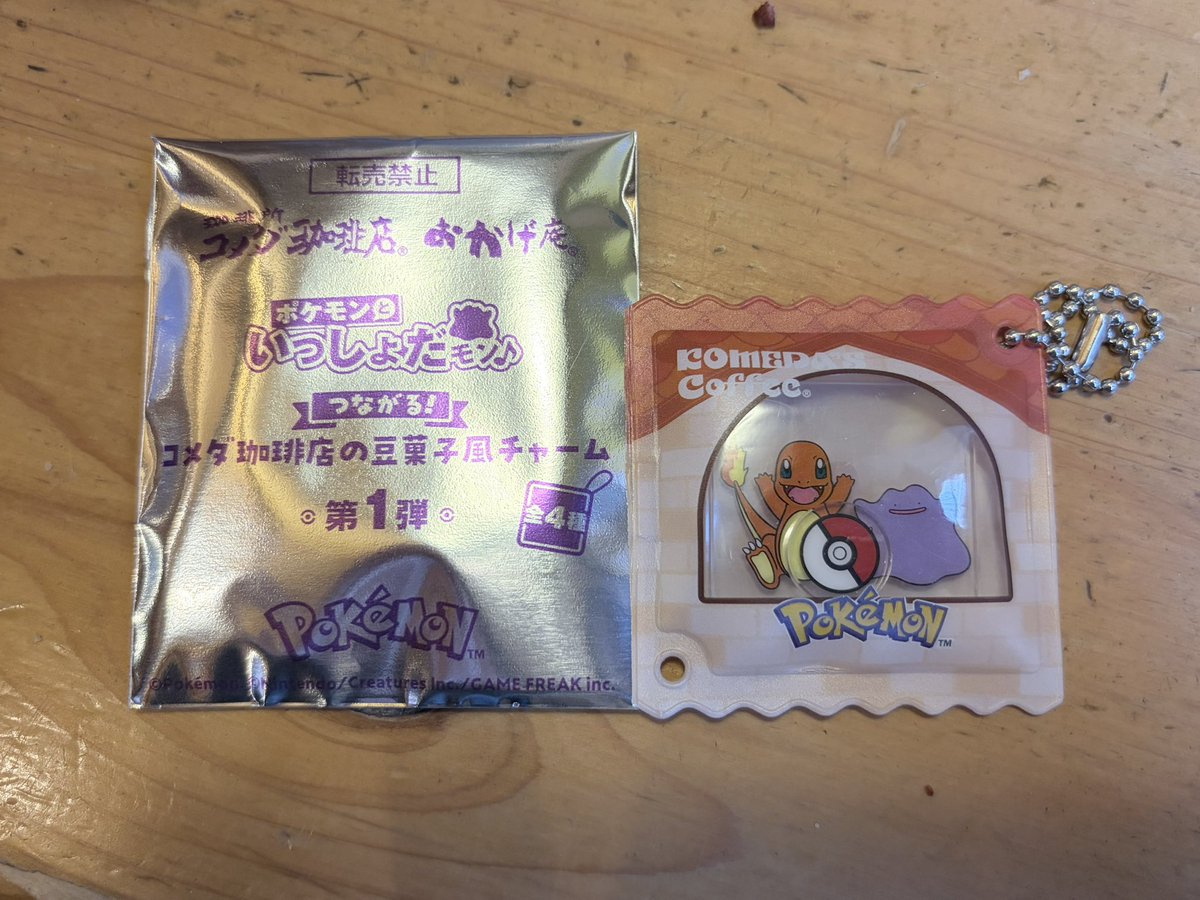 転売禁止
珈琲所
コメダ珈琲店® おかげ庵®
ポケモンと
いっしょだモン♪
つながる!
コメダ珈琲店の豆菓子風チャーム
第1弾
全4種
POKéMON™
©Pokémon. ©Nintendo/Creatures Inc./GAME FREAK inc.
KOMEDA'S
Coffee®
POKéMON™